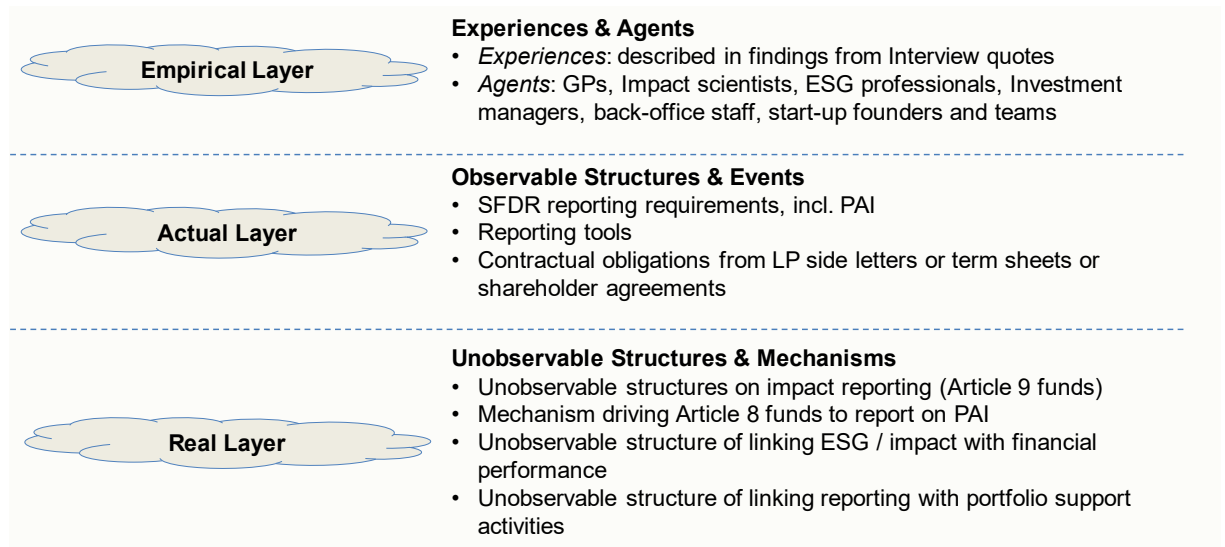 Empirical Layer
Experiences & Agents
• Experiences: described in findings from Interview quotes
• Agents: GPs, Impact scientists, ESG professionals, Investment
managers, back-office staff, start-up founders and teams
Actual Layer
Observable Structures & Events
• SFDR reporting requirements, incl. PAI
• Reporting tools
• Contractual obligations from LP side letters or term sheets or
shareholder agreements
Real Layer
Unobservable Structures & Mechanisms
• Unobservable structures on impact reporting (Article 9 funds)
• Mechanism driving Article 8 funds to report on PAI
• Unobservable structure of linking ESG / impact with financial
performance
• Unobservable structure of linking reporting with portfolio support
activities